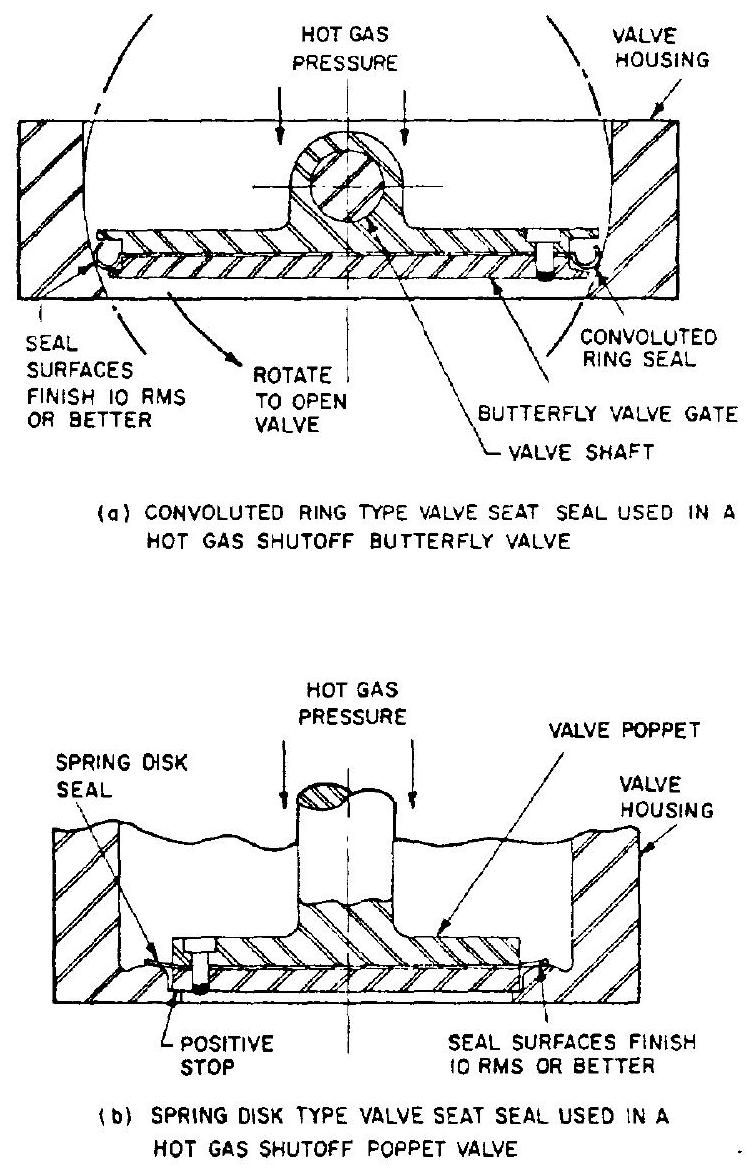 HOT GAS
PRESSURE
VALVE
HOUSING
SEAL
SURFACES
FINISH 10 RMS
OR BETTER
ROTATE
TO OPEN
VALVE
CONVOLUTED
RING SEAL
BUTTERFLY VALVE GATE
VALVE SHAFT
(a) CONVOLUTED RING TYPE VALVE SEAT SEAL USED IN A
HOT GAS SHUTOFF BUTTERFLY VALVE
HOT GAS
PRESSURE
VALVE POPPET
SPRING DISK
SEAL
VALVE
HOUSING
POSITIVE
STOP
SEAL SURFACES FINISH
10 RMS OR BETTER
(b) SPRING DISK TYPE VALVE SEAT SEAL USED IN A
HOT GAS SHUTOFF POPPET VALVE